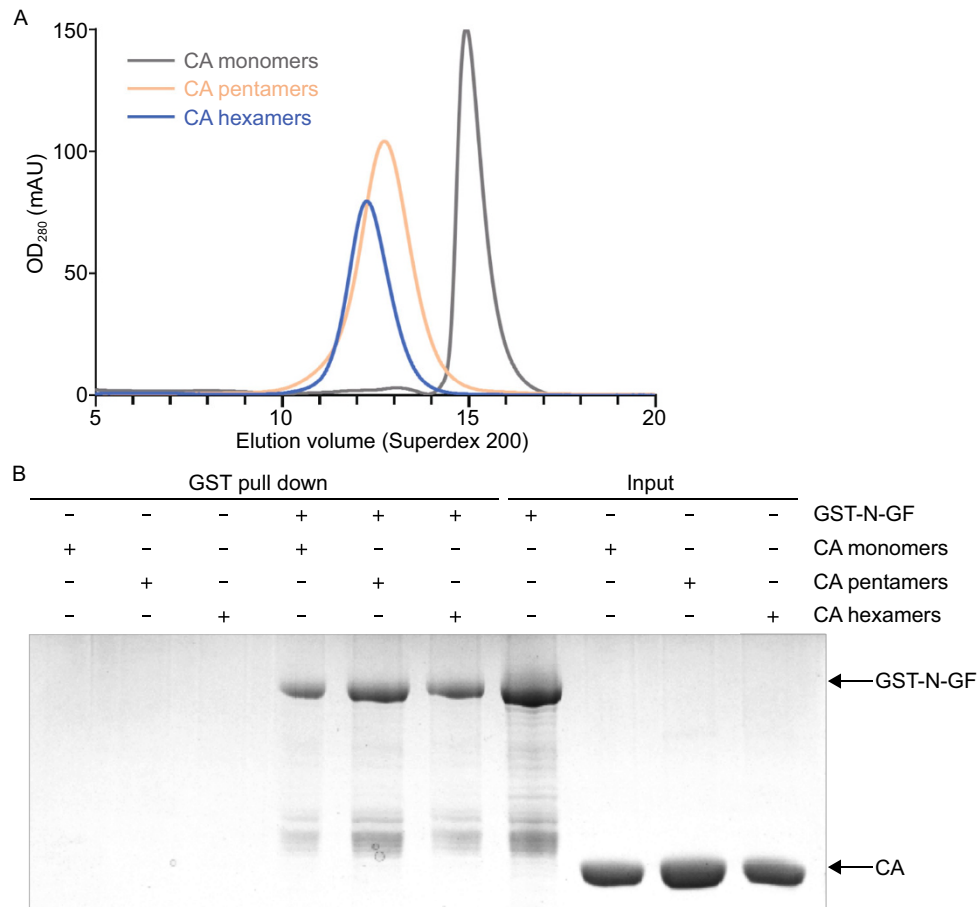 A
150
100
50
0
OD280 (mAU)
CA monomers
CA pentamers
CA hexamers
5 10 15 20
Elution volume (Superdex 200)
B
GST pull down Input
– – – + + + + – – – GST-N-GF
+ – – + – – – + – – CA monomers
– + – – + – – – + – CA pentamers
– – + – – + – – – + CA hexamers
GST-N-GF
CA